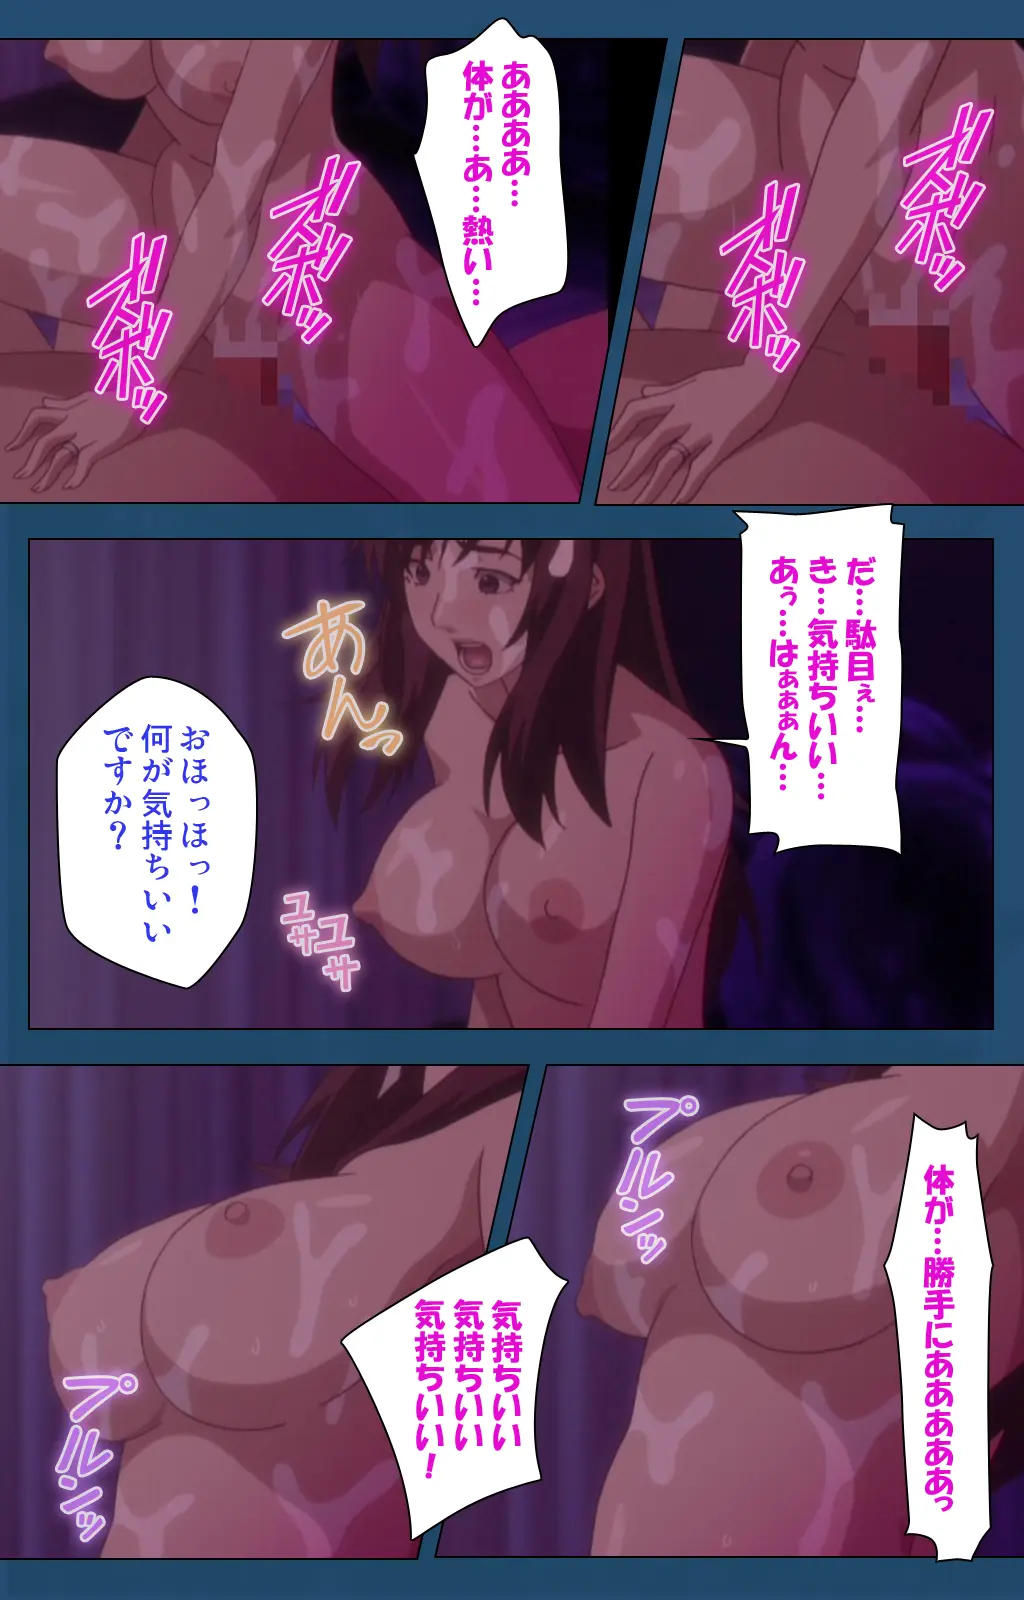 オズボッ
オズボッ
ああああ…
体が…あ…熱い…
オズボッ
オズボッ
だ…駄目ぇ…
き…気持ちいい…
あぅ…はぁぁぁん…
あんっ
おほっほっ！
何が気持ちいい
ですか？
ユサ
ユサ
プルンッ
体が…勝手にあああああっ
気持ちいい
気持ちいい
気持ちいい！
プルンッ